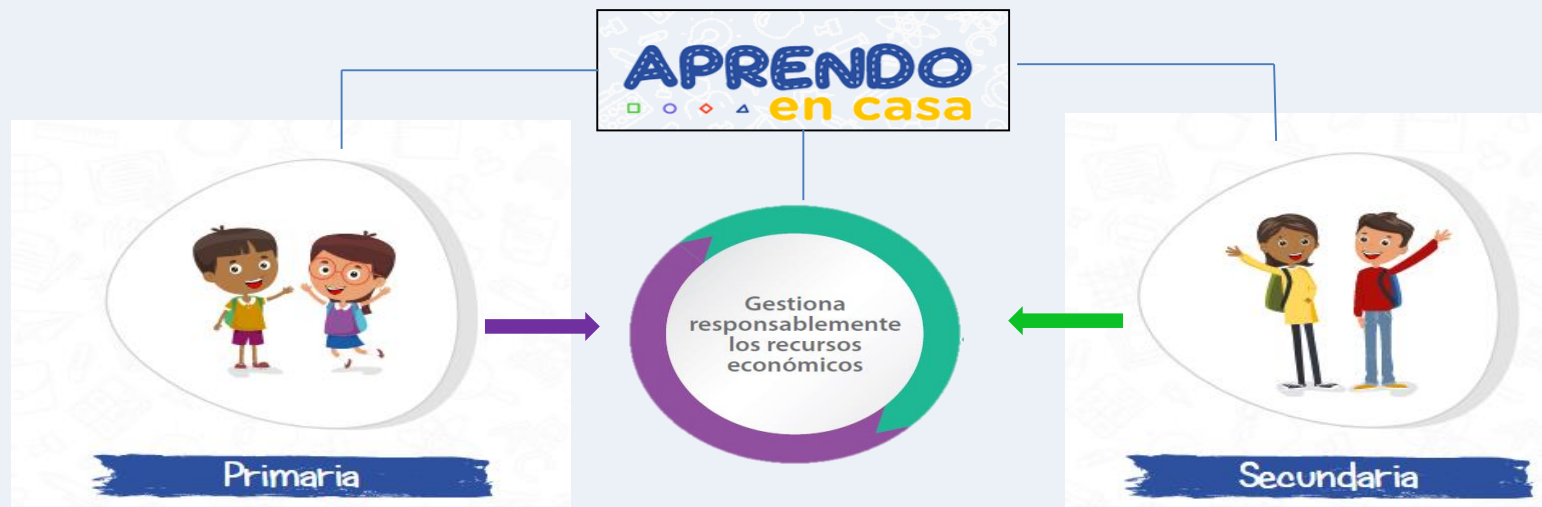 APRENDO
en casa
Gestiona
responsablemente
los recursos
económicos
Primaria
Secundaria